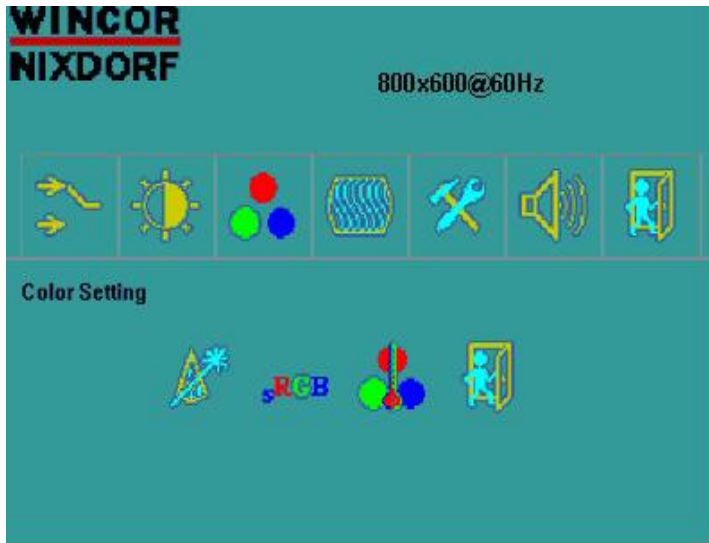 WINCOR
NIXDORF
800x600@60Hz
Color Setting
sRGB